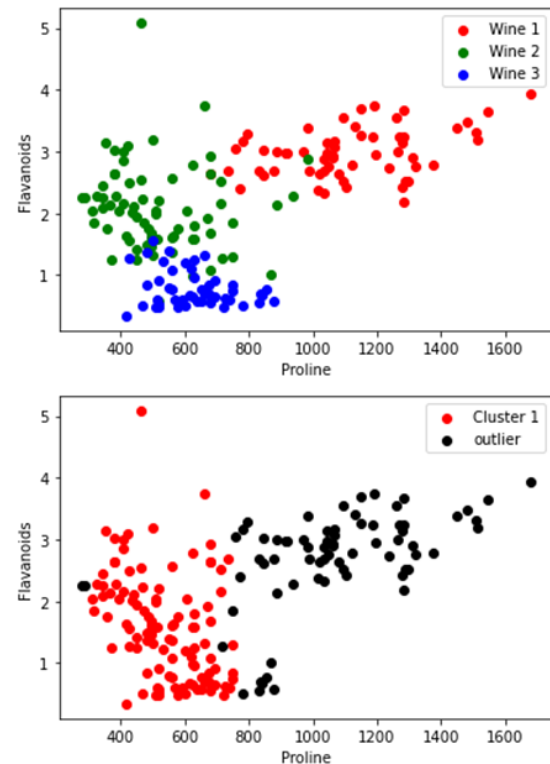 5
4
3
2
1
Flavanoids
Wine 1
Wine 2
Wine 3
400 600 800 1000 1200 1400 1600
Proline
5
4
3
2
1
Flavanoids
Cluster 1
outlier
400 600 800 1000 1200 1400 1600
Proline